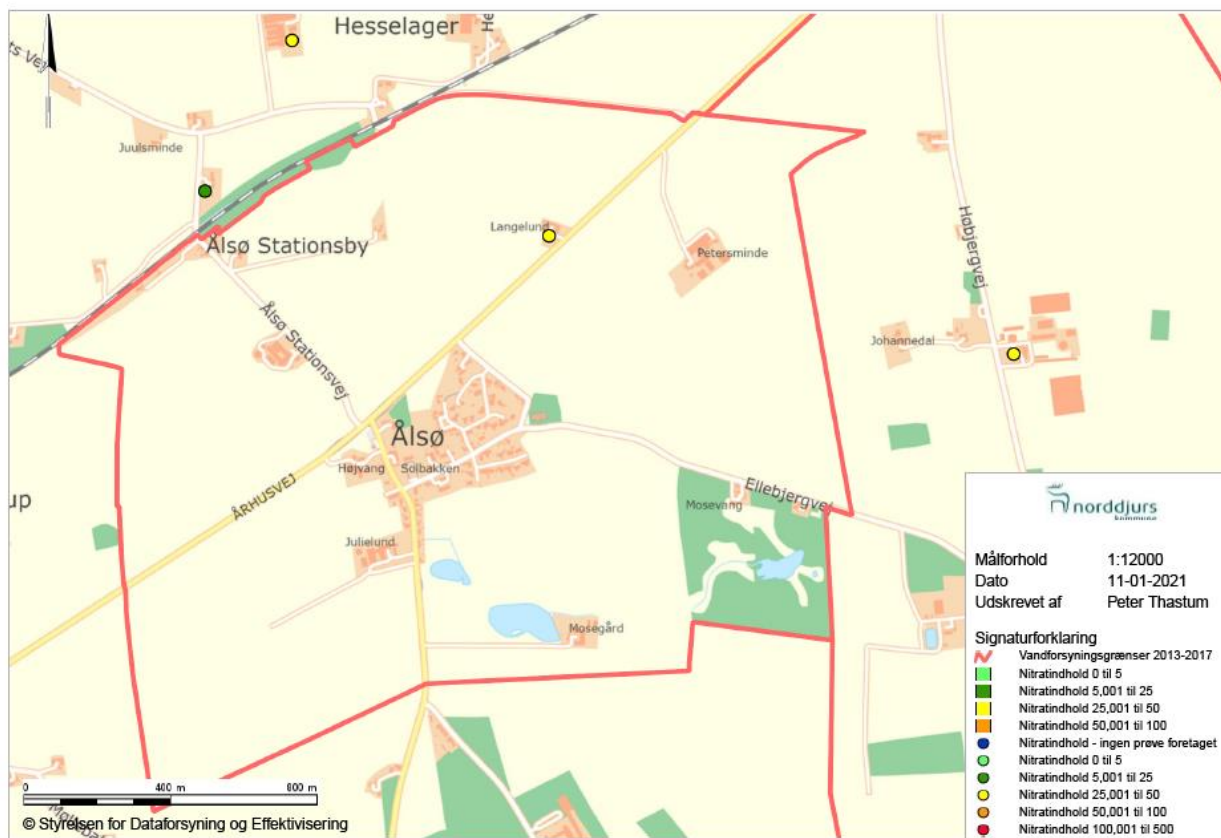 Hesselager
He
ts Vej
Juulsminde
Ålsø Stationsby
Langelund
Petersminde
Høbjergvej
Johannedal
Ålsø Stationsvej
Ålsø
Højvang
Solbakken
ÅRHUSVEJ
up
Julielund
Mosevang
Ellebjergvej
Mosegård
norddjurs
kommune
Målforhold 1:12000
Dato 11-01-2021
Udskrevet af Peter Thastum
Signaturforklaring
Vandforsyningsgrænser 2013-2017
Nitratindhold 0 til 5
Nitratindhold 5,001 til 25
Nitratindhold 25,001 til 50
Nitratindhold 50,001 til 100
Nitratindhold - ingen prøve foretaget
Nitratindhold 0 til 5
Nitratindhold 5,001 til 25
Nitratindhold 25,001 til 50
Nitratindhold 50,001 til 100
Nitratindhold 100,001 til 500
0 400 m 800 m
© Styrelsen for Dataforsyning og Effektivisering